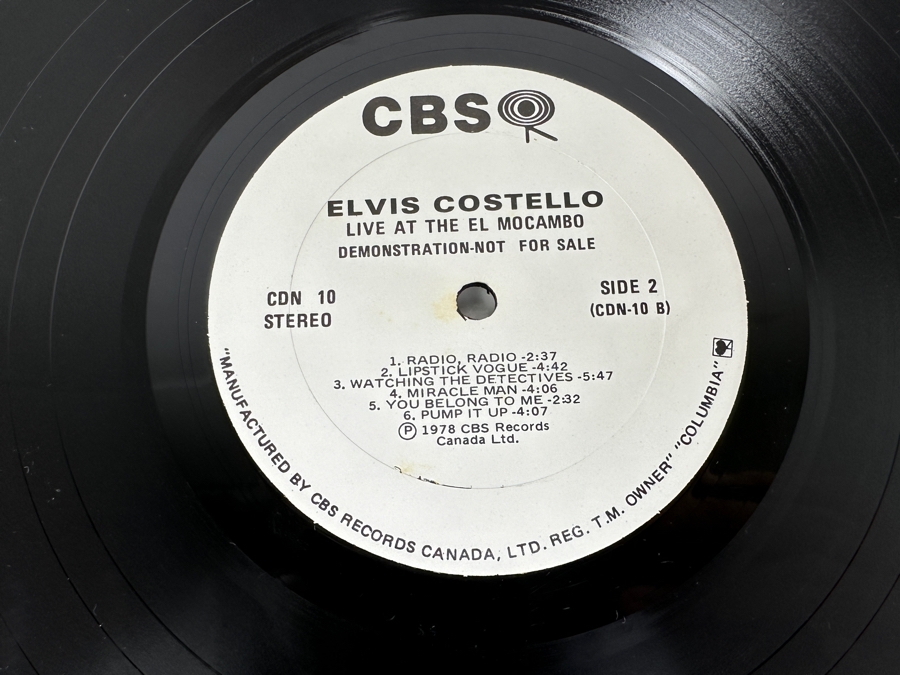 CBS
ELVIS COSTELLO
LIVE AT THE EL MOCAMBO
DEMONSTRATION-NOT FOR SALE
CDN 10
STEREO
SIDE 2
(CDN-10 B)
1. RADIO, RADIO -2:37
2. LIPSTICK VOGUE -4:42
3. WATCHING THE DETECTIVES -5:47
4. MIRACLE MAN -4:06
5. YOU BELONG TO ME -2:32
6. PUMP IT UP -4:07
Ⓟ 1978 CBS Records
Canada Ltd.
"MANUFACTURED BY CBS RECORDS CANADA, LTD. REG. T.M. OWNER" "COLUMBIA"